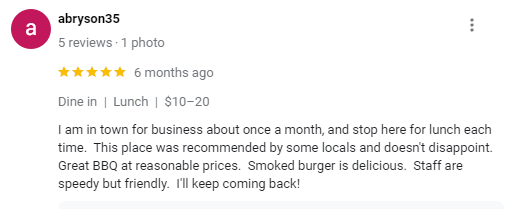 a
abryson35
5 reviews · 1 photo
★★★★★ 6 months ago
Dine in | Lunch | $10–20
I am in town for business about once a month, and stop here for lunch each
time.  This place was recommended by some locals and doesn't disappoint.
Great BBQ at reasonable prices.  Smoked burger is delicious.  Staff are
speedy but friendly.  I'll keep coming back!